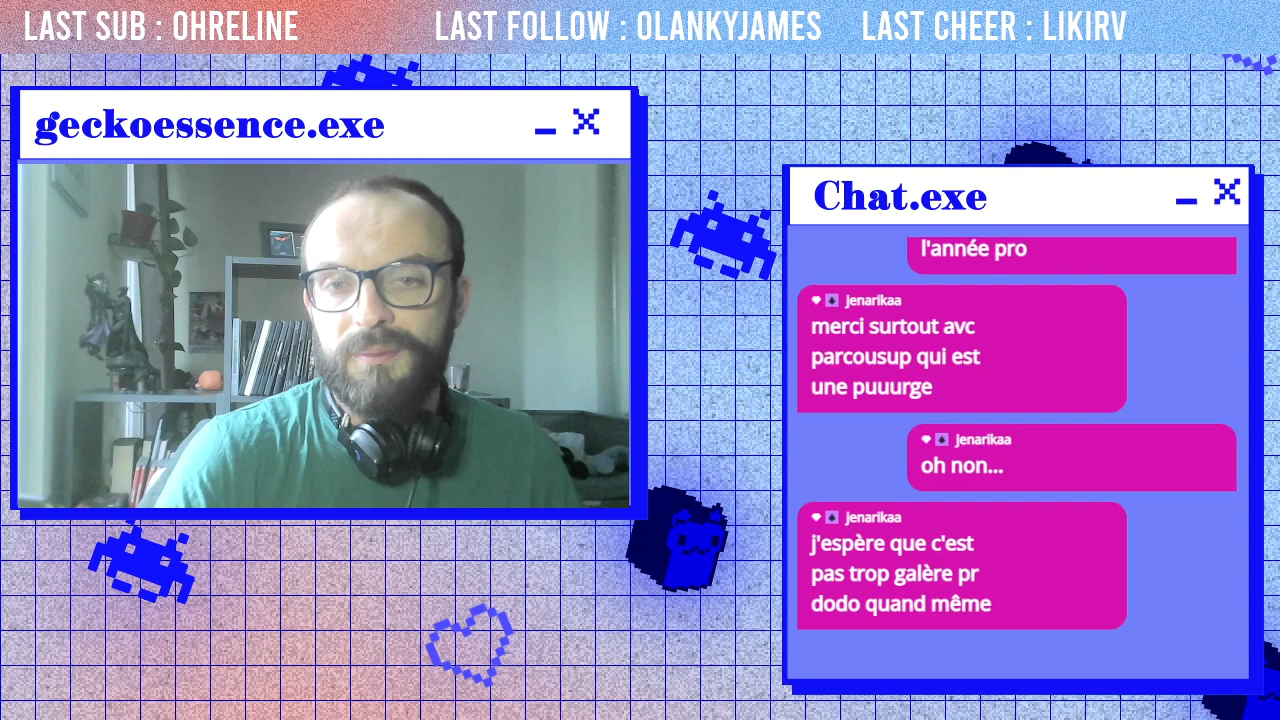 LAST SUB : OHRELINE LAST FOLLOW : OLANKYJAMES LAST CHEER : LIKIRV
geckoessence.exe
Chat.exe
l'année pro
jenarikaa
merci surtout avc
parcousup qui est
une puuurge
jenarikaa
oh non...
jenarikaa
j'espère que c'est
pas trop galère pr
dodo quand même